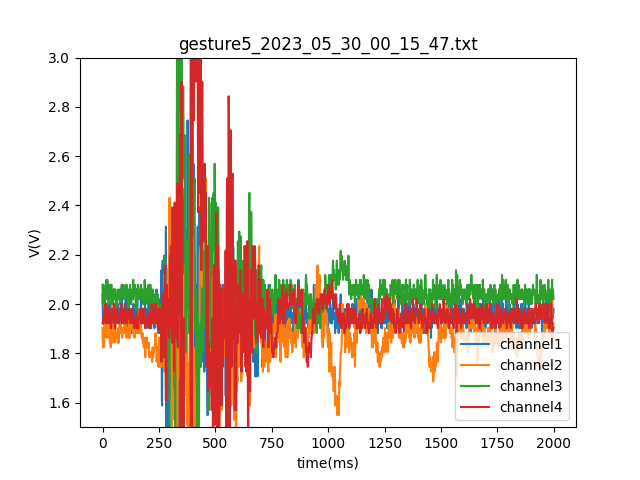 gesture5_2023_05_30_00_15_47.txt
3.0
2.8
2.6
2.4
2.2
2.0
1.8
1.6
V(V)
channel1
channel2
channel3
channel4
0 250 500 750 1000 1250 1500 1750 2000
time(ms)